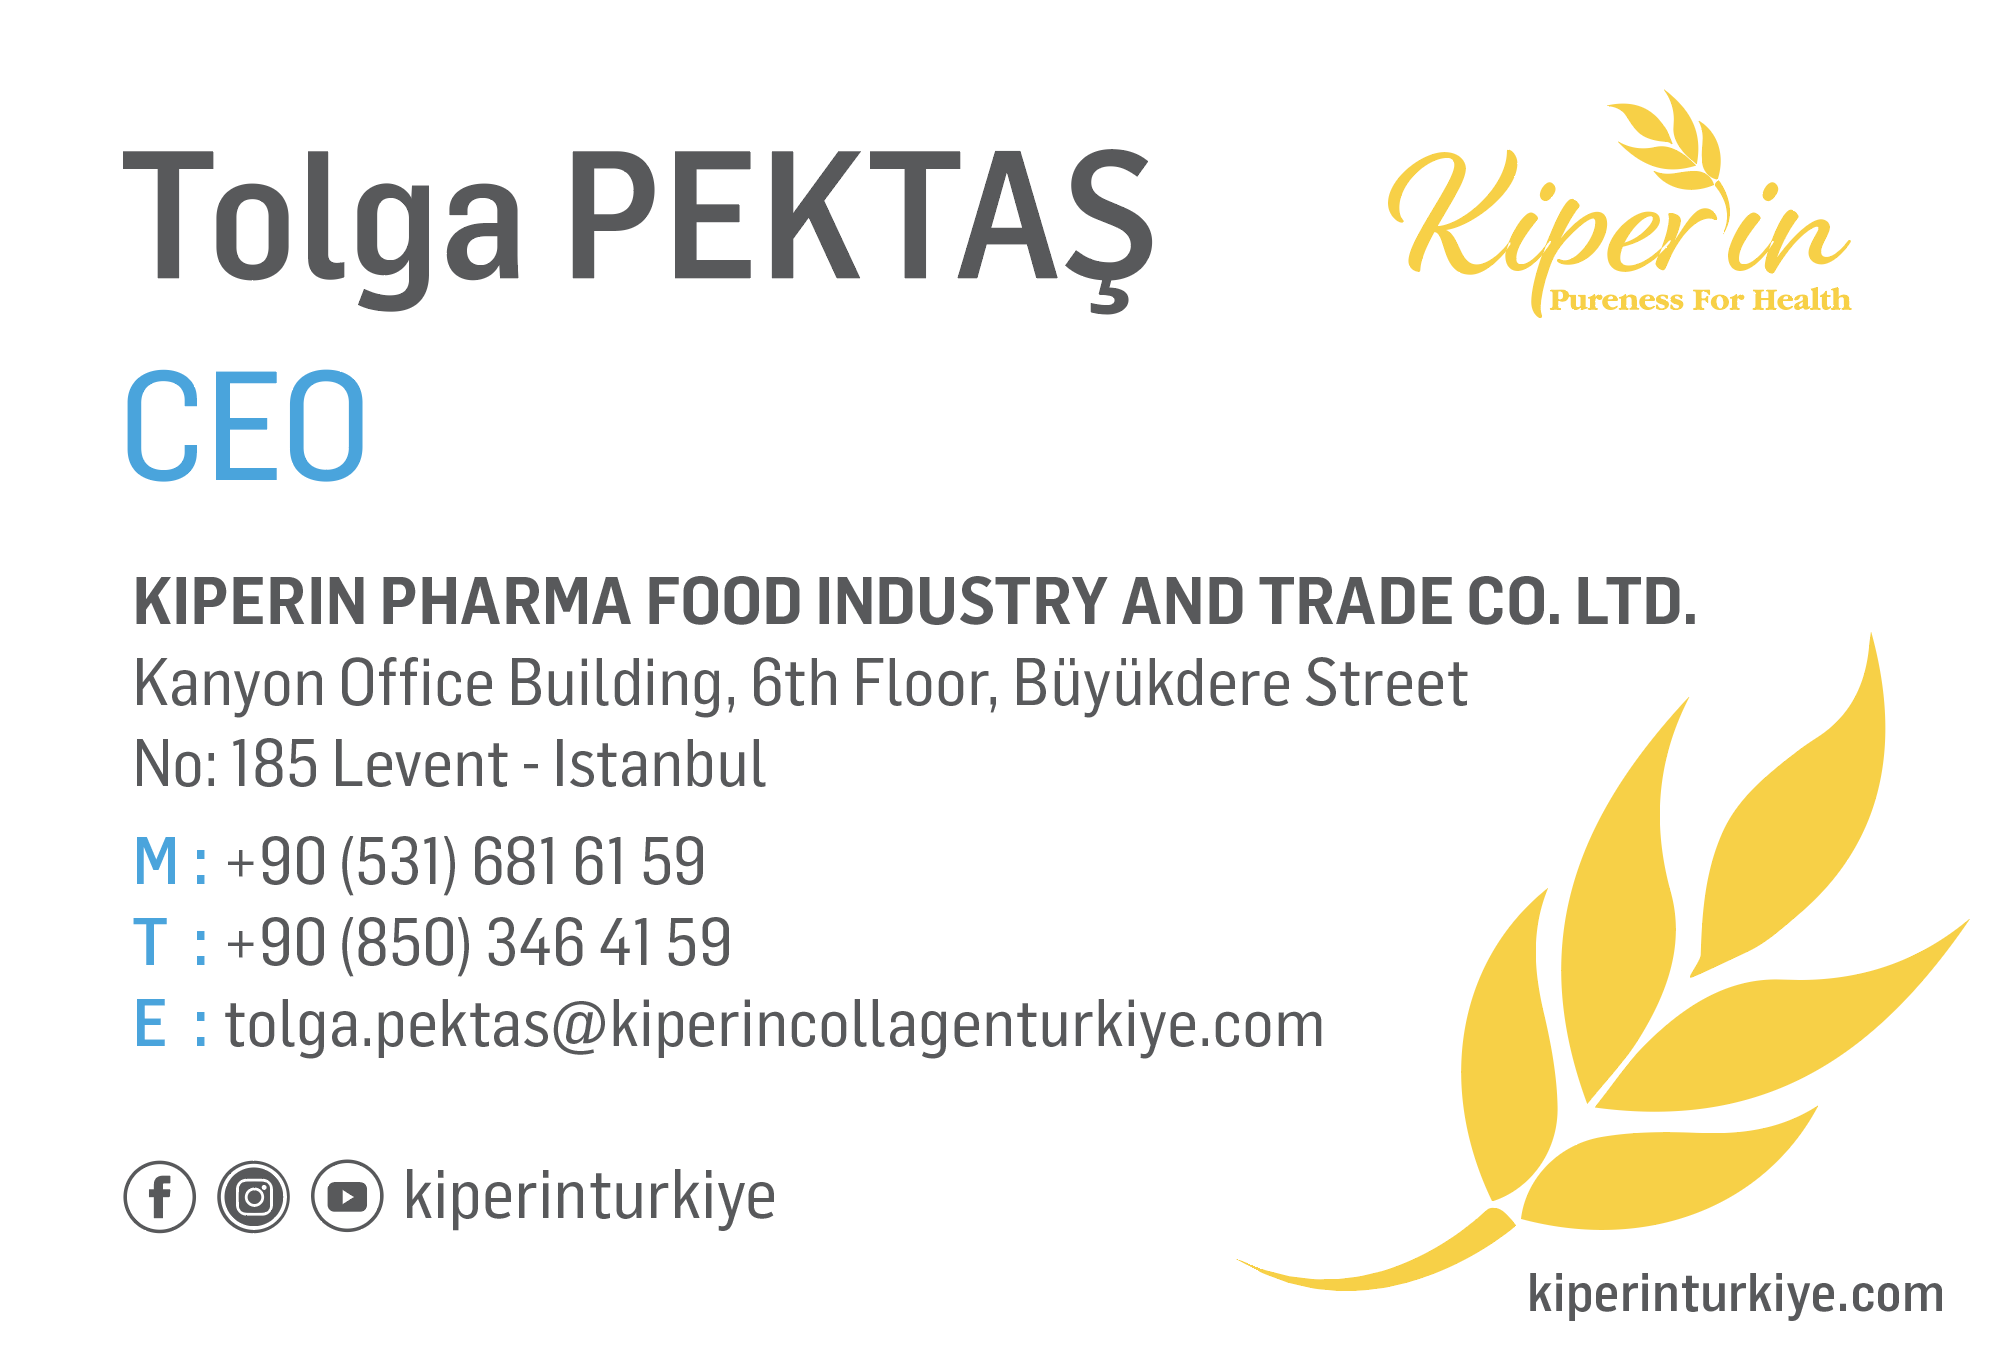 Tolga PEKTAŞ
Kiperin
Pureness For Health
CEO
KIPERIN PHARMA FOOD INDUSTRY AND TRADE CO. LTD.
Kanyon Office Building, 6th Floor, Büyükdere Street
No: 185 Levent - Istanbul
M : +90 (531) 681 61 59
T : +90 (850) 346 41 59
E : tolga.pektas@kiperincollagenturkiye.com
kiperinturkiye
kiperinturkiye.com